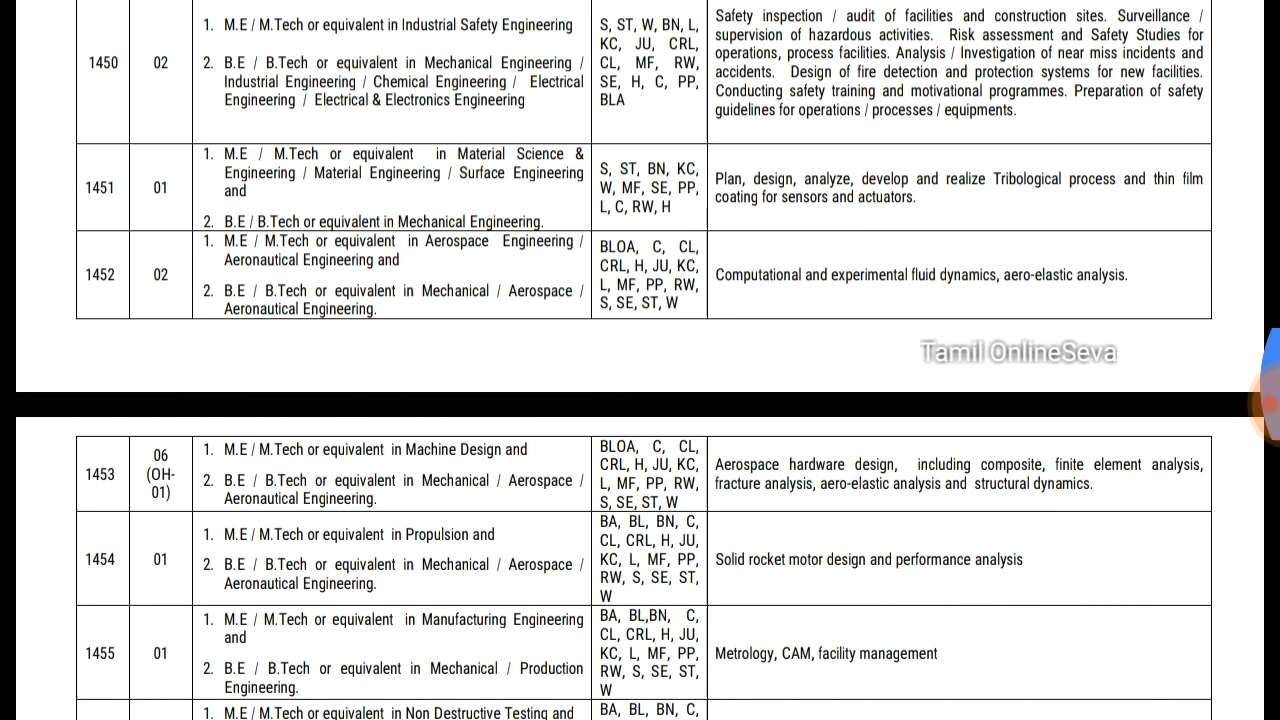 1. M.E / M.Tech or equivalent in Industrial Safety Engineering
1450
02
2. B.E / B.Tech or equivalent in Mechanical Engineering /
Industrial Engineering / Chemical Engineering / Electrical
Engineering / Electrical & Electronics Engineering
S, ST, W, BN, L,
KC, JU, CRL,
CL, MF, RW,
SE, H, C, PP,
BLA
Safety inspection / audit of facilities and construction sites. Surveillance /
supervision of hazardous activities. Risk assessment and Safety Studies for
operations, process facilities. Analysis / Investigation of near miss incidents and
accidents. Design of fire detection and protection systems for new facilities.
Conducting safety training and motivational programmes. Preparation of safety
guidelines for operations / processes / equipments.
1451
01
1. M.E / M.Tech or equivalent in Material Science &
Engineering / Material Engineering / Surface Engineering
and
2. B.E / B.Tech or equivalent in Mechanical Engineering.
S, ST, BN, KC,
W, MF, SE, PP,
L, C, RW, H
Plan, design, analyze, develop and realize Tribological process and thin film
coating for sensors and actuators.
1452
02
1. M.E / M.Tech or equivalent in Aerospace Engineering /
Aeronautical Engineering and
2. B.E / B.Tech or equivalent in Mechanical / Aerospace /
Aeronautical Engineering.
BLOA, C, CL,
CRL, H, JU, KC,
L, MF, PP, RW,
S, SE, ST, W
Computational and experimental fluid dynamics, aero-elastic analysis.
Tamil OnlineSeva
1453
06
(OH-
01)
1. M.E / M.Tech or equivalent in Machine Design and
2. B.E / B.Tech or equivalent in Mechanical / Aerospace /
Aeronautical Engineering.
BLOA, C, CL,
CRL, H, JU, KC,
L, MF, PP, RW,
S, SE, ST, W
Aerospace hardware design, including composite, finite element analysis,
fracture analysis, aero-elastic analysis and structural dynamics.
1454
01
1. M.E / M.Tech or equivalent in Propulsion and
2. B.E / B.Tech or equivalent in Mechanical / Aerospace /
Aeronautical Engineering.
BA, BL, BN, C,
CL, CRL, H, JU,
KC, L, MF, PP,
RW, S, SE, ST,
W
Solid rocket motor design and performance analysis
1455
01
1. M.E / M.Tech or equivalent in Manufacturing Engineering
and
2. B.E / B.Tech or equivalent in Mechanical / Production
Engineering.
BA, BL,BN, C,
CL, CRL, H, JU,
KC, L, MF, PP,
RW, S, SE, ST,
W
Metrology, CAM, facility management
1. M.E / M.Tech or equivalent in Non Destructive Testing and
BA, BL, BN, C,